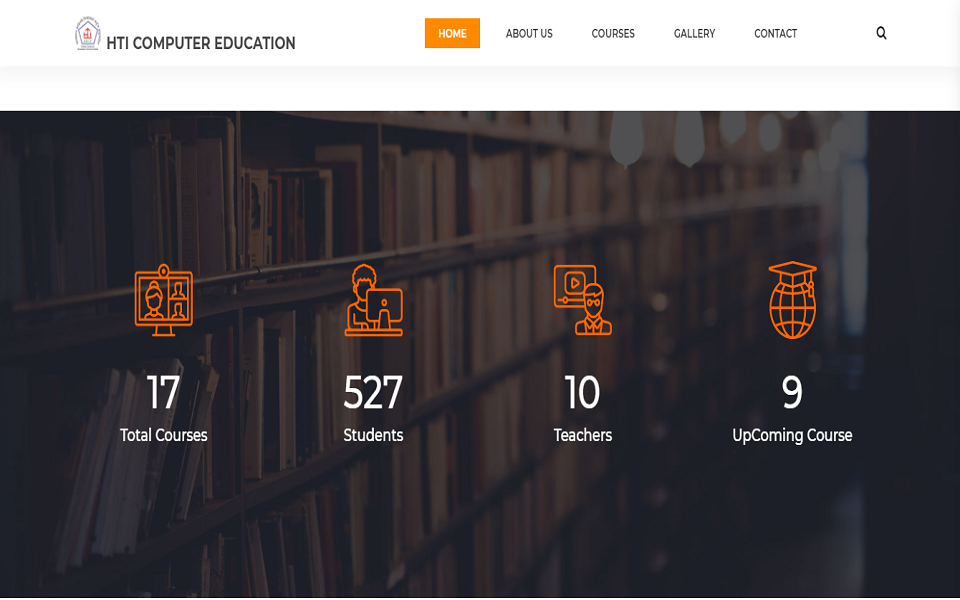 HTI COMPUTER EDUCATION
HOME ABOUT US COURSES GALLERY CONTACT
17 527 10 9
Total Courses Students Teachers UpComing Course